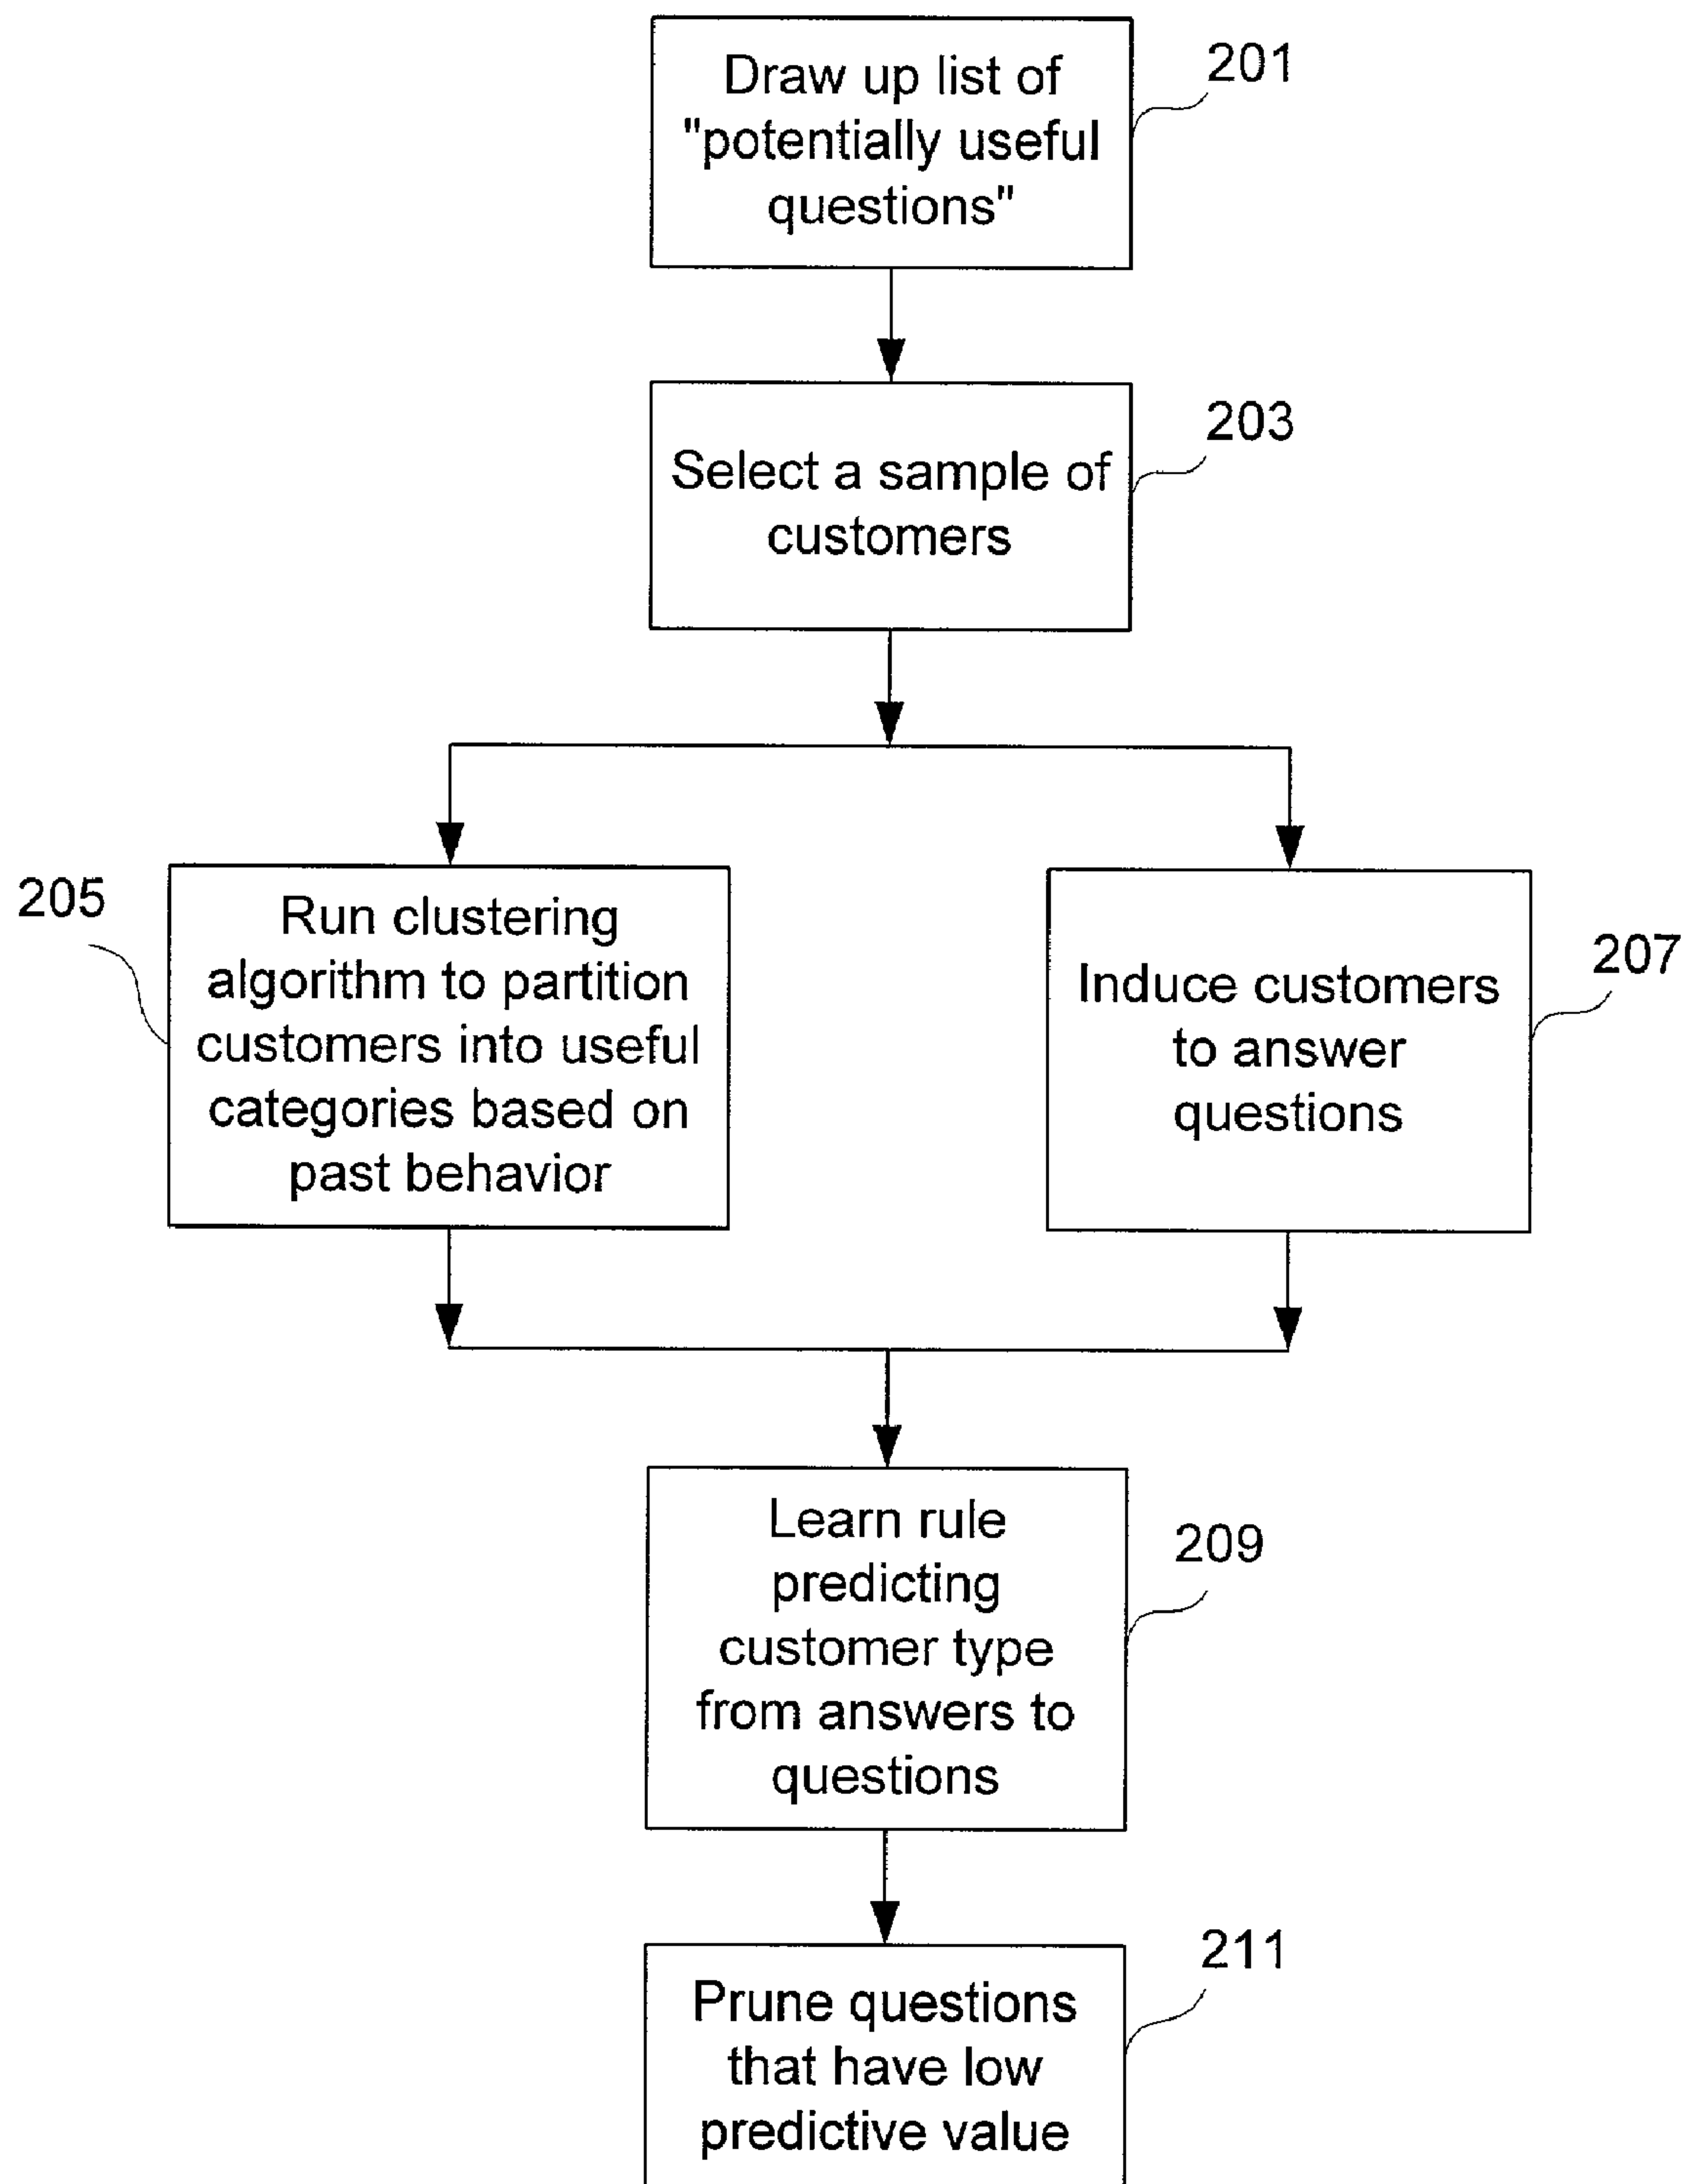 Draw up list of
"potentially useful
questions"
201
Select a sample of
customers
203
205
Run clustering
algorithm to partition
customers into useful
categories based on
past behavior
Induce customers
to answer
questions
207
Learn rule
predicting
customer type
from answers to
questions
209
Prune questions
that have low
predictive value
211